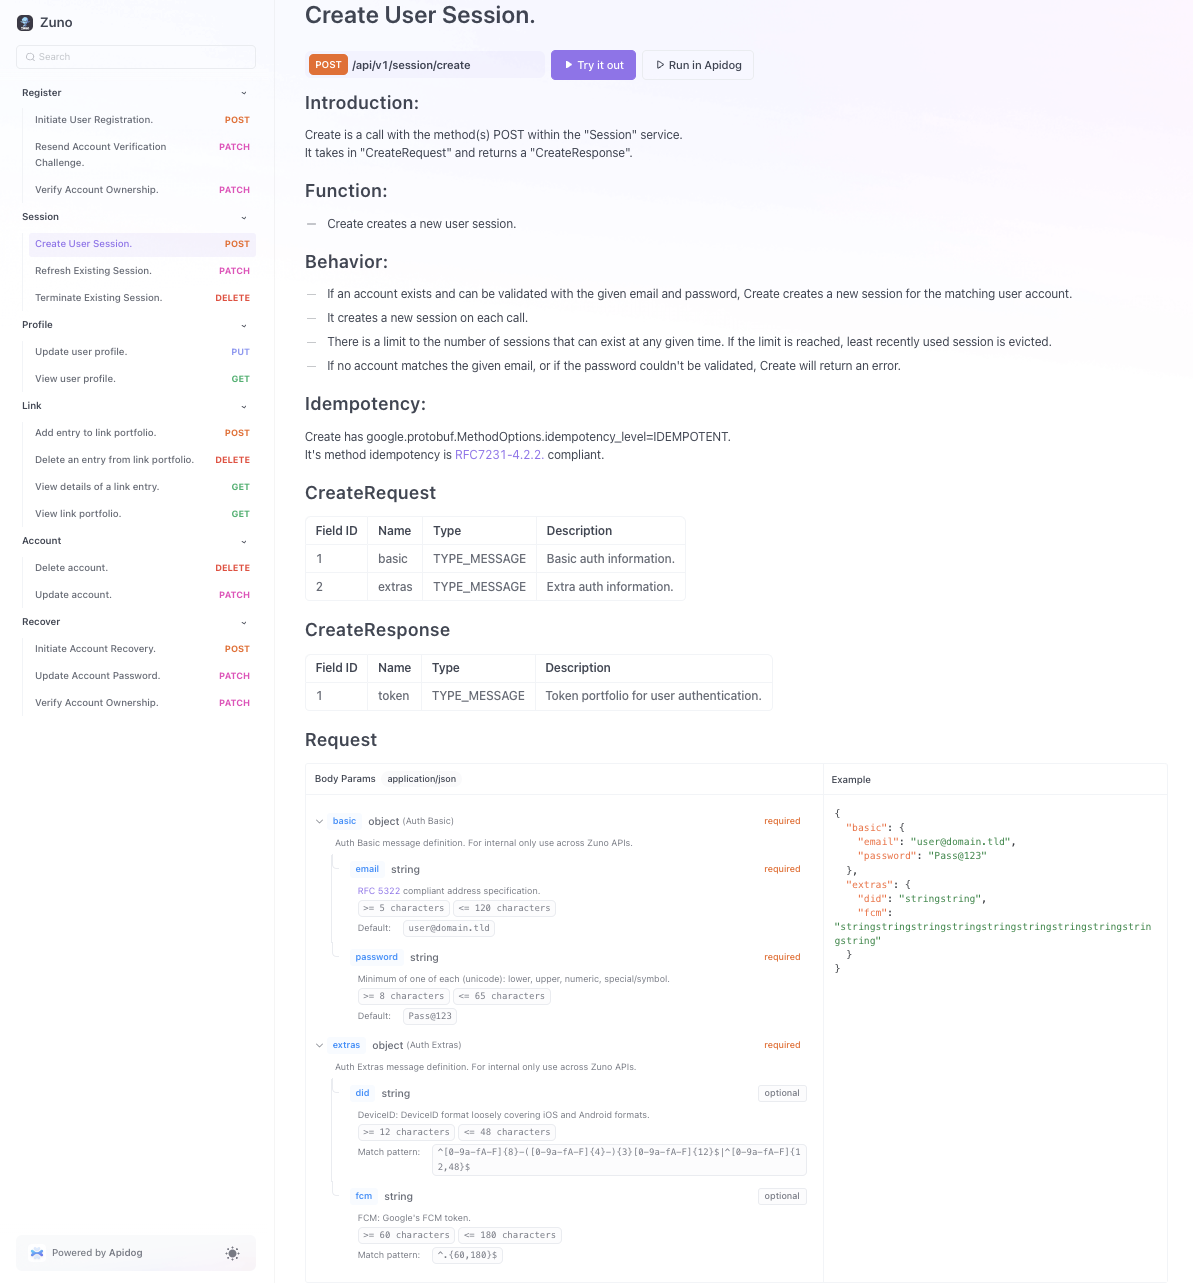 Zuno
Search
Register
Initiate User Registration. POST
Resend Account Verification PATCH
Challenge.
Verify Account Ownership. PATCH
Session
Create User Session. POST
Refresh Existing Session. PATCH
Terminate Existing Session. DELETE
Profile
Update user profile. PUT
View user profile. GET
Link
Add entry to link portfolio. POST
Delete an entry from link portfolio. DELETE
View details of a link entry. GET
View link portfolio. GET
Account
Delete account. DELETE
Update account. PATCH
Recover
Initiate Account Recovery. POST
Update Account Password. PATCH
Verify Account Ownership. PATCH
Powered by Apidog
Create User Session.
POST /api/v1/session/create Try it out Run in Apidog
Introduction:
Create is a call with the method(s) POST within the "Session" service.
It takes in "CreateRequest" and returns a "CreateResponse".
Function:
— Create creates a new user session.
Behavior:
— If an account exists and can be validated with the given email and password, Create creates a new session for the matching user account.
— It creates a new session on each call.
— There is a limit to the number of sessions that can exist at any given time. If the limit is reached, least recently used session is evicted.
— If no account matches the given email, or if the password couldn't be validated, Create will return an error.
Idempotency:
Create has google.protobuf.MethodOptions.idempotency_level=IDEMPOTENT.
It's method idempotency is RFC7231-4.2.2. compliant.
CreateRequest
Field ID Name Type Description
1 basic TYPE_MESSAGE Basic auth information.
2 extras TYPE_MESSAGE Extra auth information.
CreateResponse
Field ID Name Type Description
1 token TYPE_MESSAGE Token portfolio for user authentication.
Request
Body Params application/json
basic object (Auth Basic) required
Auth Basic message definition. For internal only use across Zuno APIs.
email string required
RFC 5322 compliant address specification.
>= 5 characters <= 120 characters
Default: user@domain.tld
password string required
Minimum of one of each (unicode): lower, upper, numeric, special/symbol.
>= 8 characters <= 65 characters
Default: Pass@123
extras object (Auth Extras) required
Auth Extras message definition. For internal only use across Zuno APIs.
did string optional
DeviceID: DeviceID format loosely covering iOS and Android formats.
>= 12 characters <= 48 characters
Match pattern: ^[0-9a-fA-F]{8}-([0-9a-fA-F]{4}-){3}[0-9a-fA-F]{12}$|^[0-9a-fA-F]{1
2,48}$
fcm string optional
FCM: Google's FCM token.
>= 60 characters <= 180 characters
Match pattern: ^.{60,180}$
Example
{
"basic": {
"email": "user@domain.tld",
"password": "Pass@123"
},
"extras": {
"did": "stringstring",
"fcm":
"stringstringstringstringstringstringstringstringstrin
gstring"
}
}